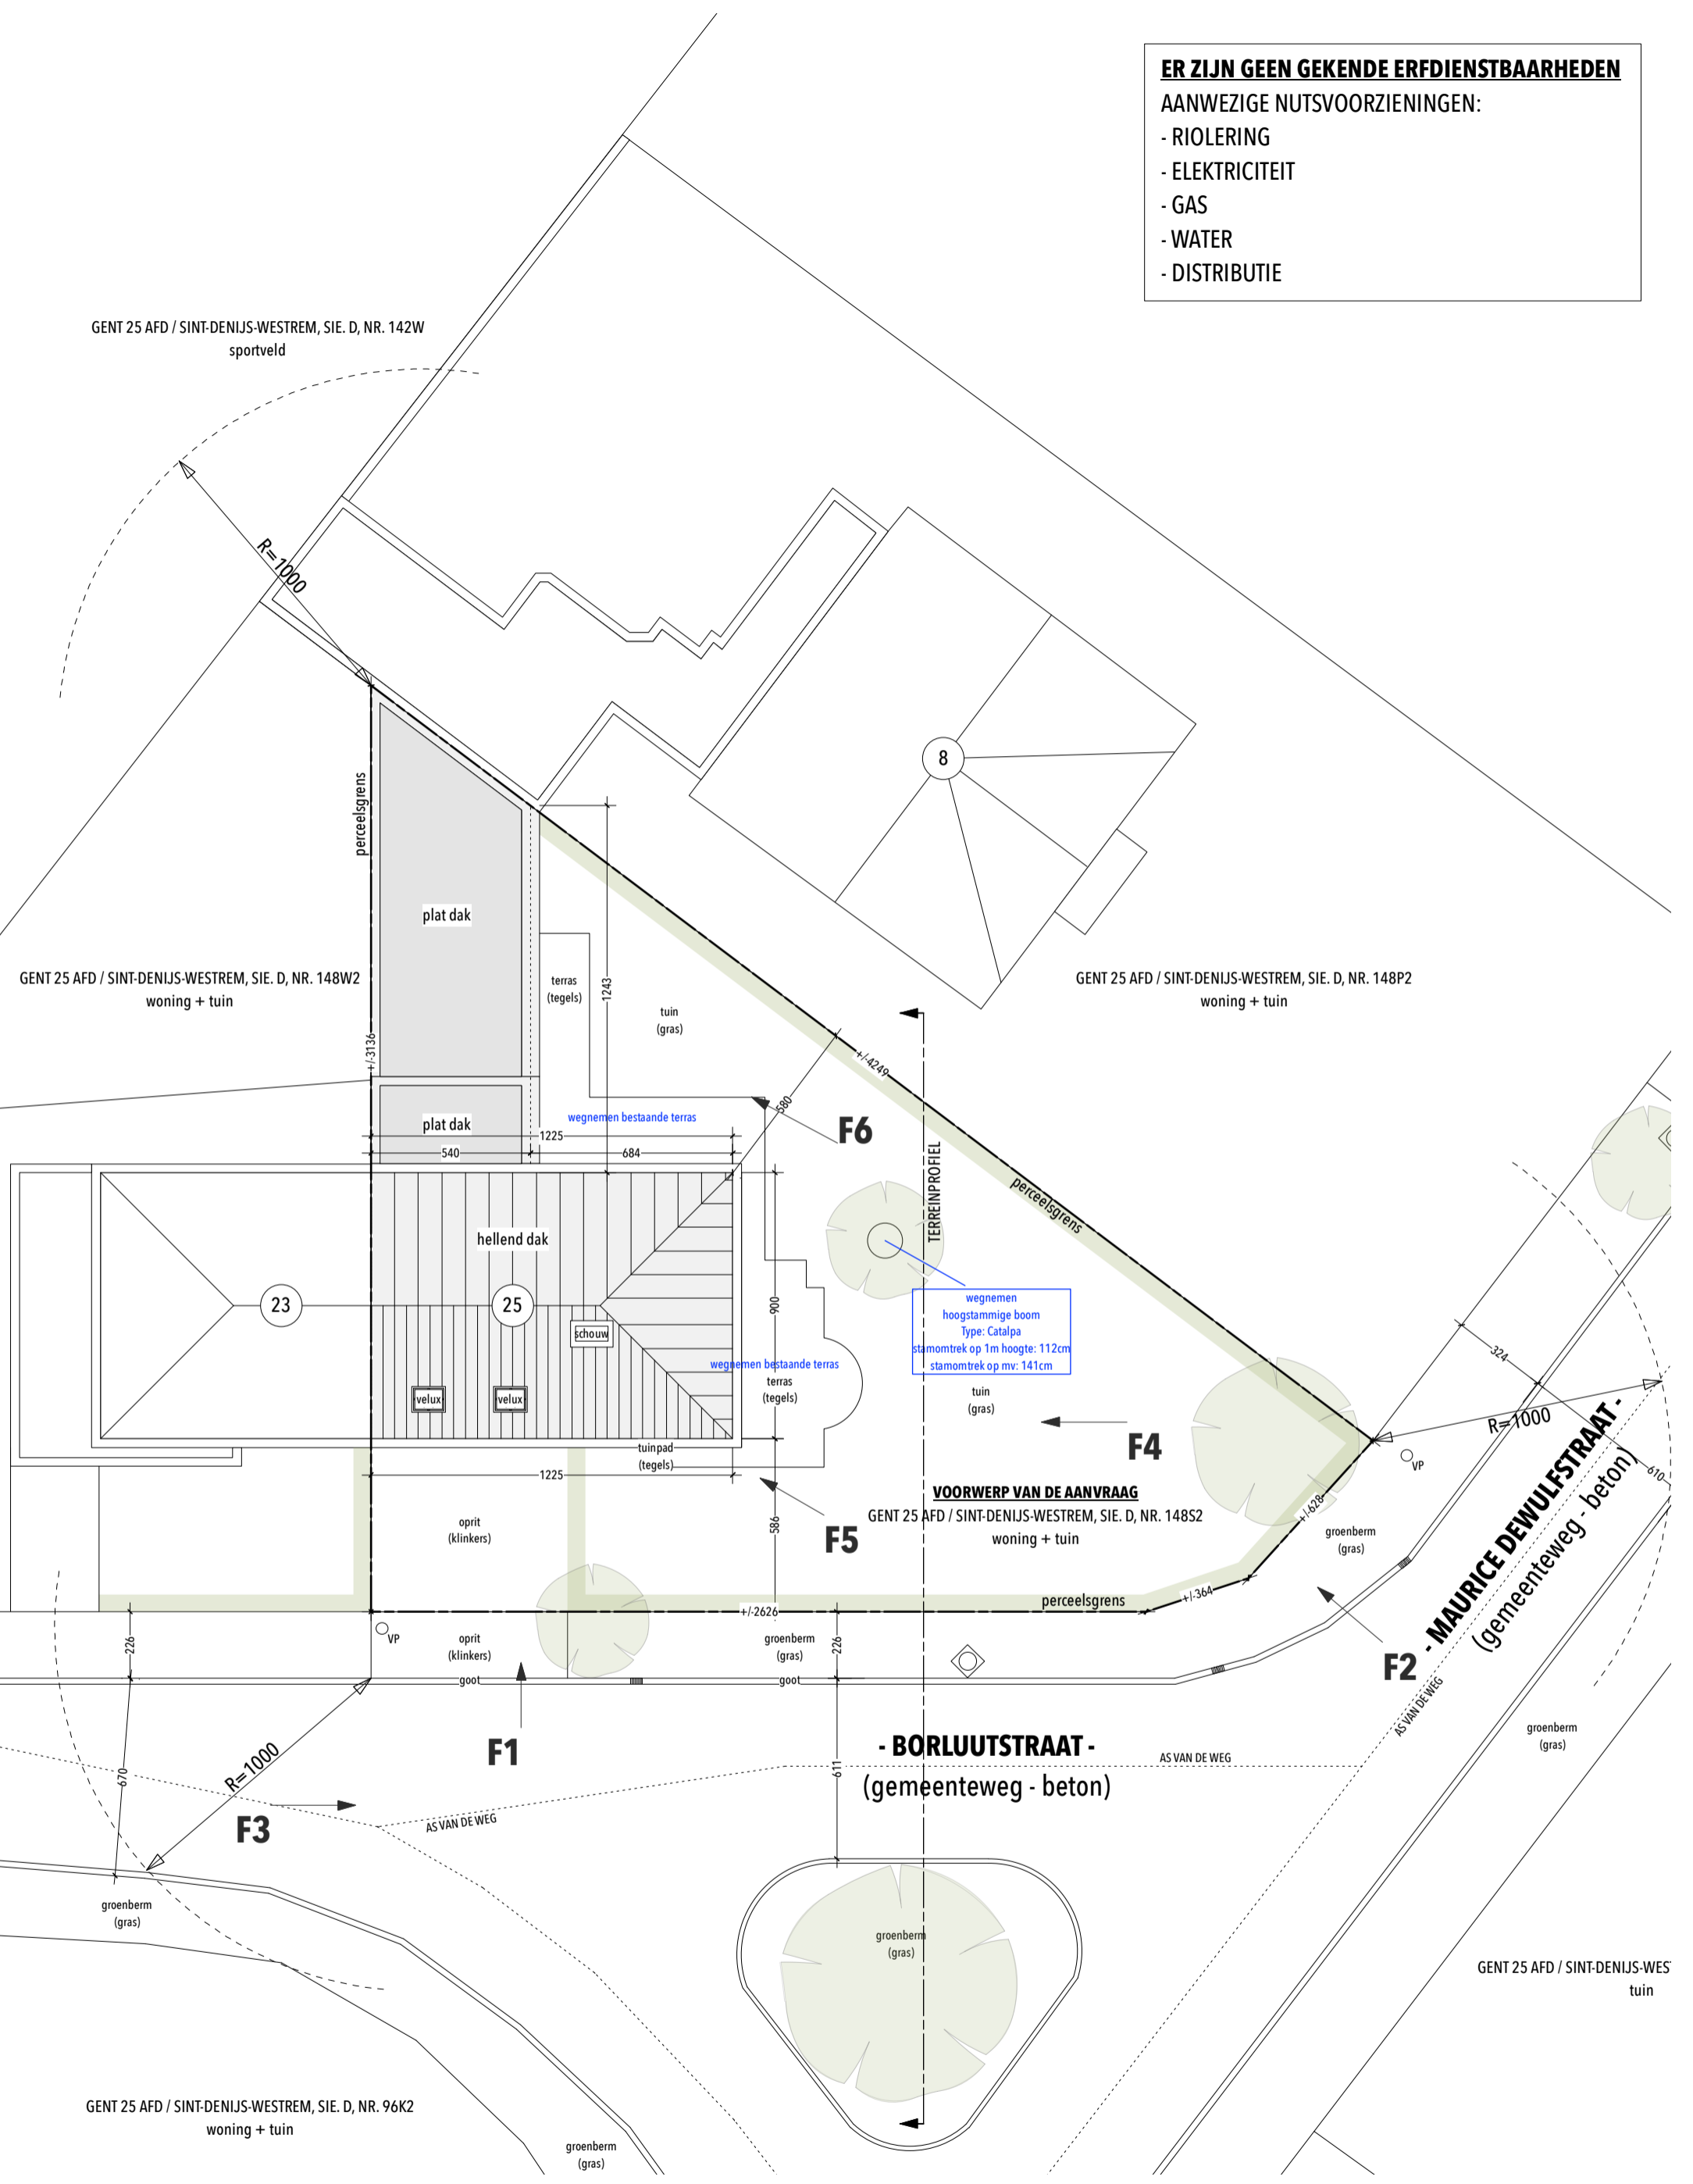 ER ZIJN GEEN GEKENDE ERFDIENSTBAARHEDEN
AANWEZIGE NUTSVOORZIENINGEN:
- RIOLERING
- ELEKTRICITEIT
- GAS
- WATER
- DISTRIBUTIE
GENT 25 AFD / SINT-DENIJS-WESTREM, SIE. D, NR. 142W
sportveld
R=1000
8
perceelsgrens
plat dak
GENT 25 AFD / SINT-DENIJS-WESTREM, SIE. D, NR. 148W2
woning + tuin
terras
(tegels)
1243
tuin
(gras)
GENT 25 AFD / SINT-DENIJS-WESTREM, SIE. D, NR. 148P2
woning + tuin
+/-3136
+/-4249
580
plat dak
wegnemen bestaande terras
F6
1225
540
684
TERREINPROFIEL
perceelsgrens
hellend dak
23
25
schouw
900
wegnemen
hoogstammige boom
Type: Catalpa
stamomtrek op 1m hoogte: 112cm
stamomtrek op mv: 141cm
wegnemen bestaande terras
terras
(tegels)
velux
velux
tuin
(gras)
324
R=1000
F4
tuinpad
(tegels)
VP
610
1225
VOORWERP VAN DE AANVRAAG
GENT 25 AFD / SINT-DENIJS-WESTREM, SIE. D, NR. 148S2
woning + tuin
F5
586
oprit
(klinkers)
+/-628
groenberm
(gras)
- MAURICE DEWULFSTRAAT -
(gemeenteweg - beton)
+/-364
perceelsgrens
+/-2626
226
VP
oprit
(klinkers)
groenberm
(gras)
226
F2
goot
goot
AS VAN DE WEG
F1
- BORLUUTSTRAAT -
(gemeenteweg - beton)
AS VAN DE WEG
groenberm
(gras)
670
R=1000
611
F3
AS VAN DE WEG
groenberm
(gras)
groenberm
(gras)
GENT 25 AFD / SINT-DENIJS-WES
tuin
GENT 25 AFD / SINT-DENIJS-WESTREM, SIE. D, NR. 96K2
woning + tuin
groenberm
(gras)